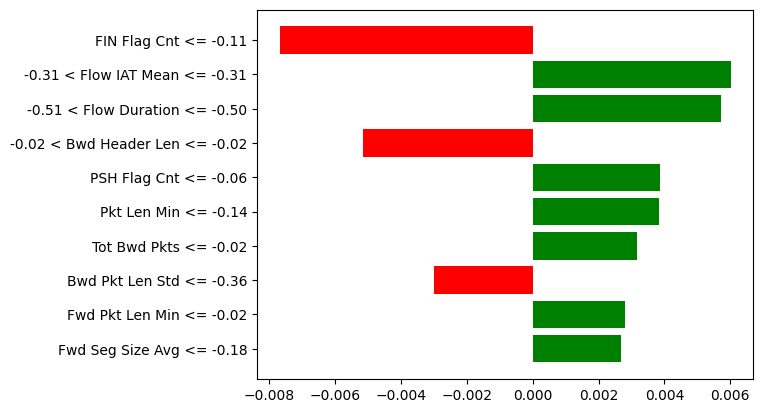 FIN Flag Cnt <= -0.11
-0.31 < Flow IAT Mean <= -0.31
-0.51 < Flow Duration <= -0.50
-0.02 < Bwd Header Len <= -0.02
PSH Flag Cnt <= -0.06
Pkt Len Min <= -0.14
Tot Bwd Pkts <= -0.02
Bwd Pkt Len Std <= -0.36
Fwd Pkt Len Min <= -0.02
Fwd Seg Size Avg <= -0.18
−0.008 −0.006 −0.004 −0.002 0.000 0.002 0.004 0.006